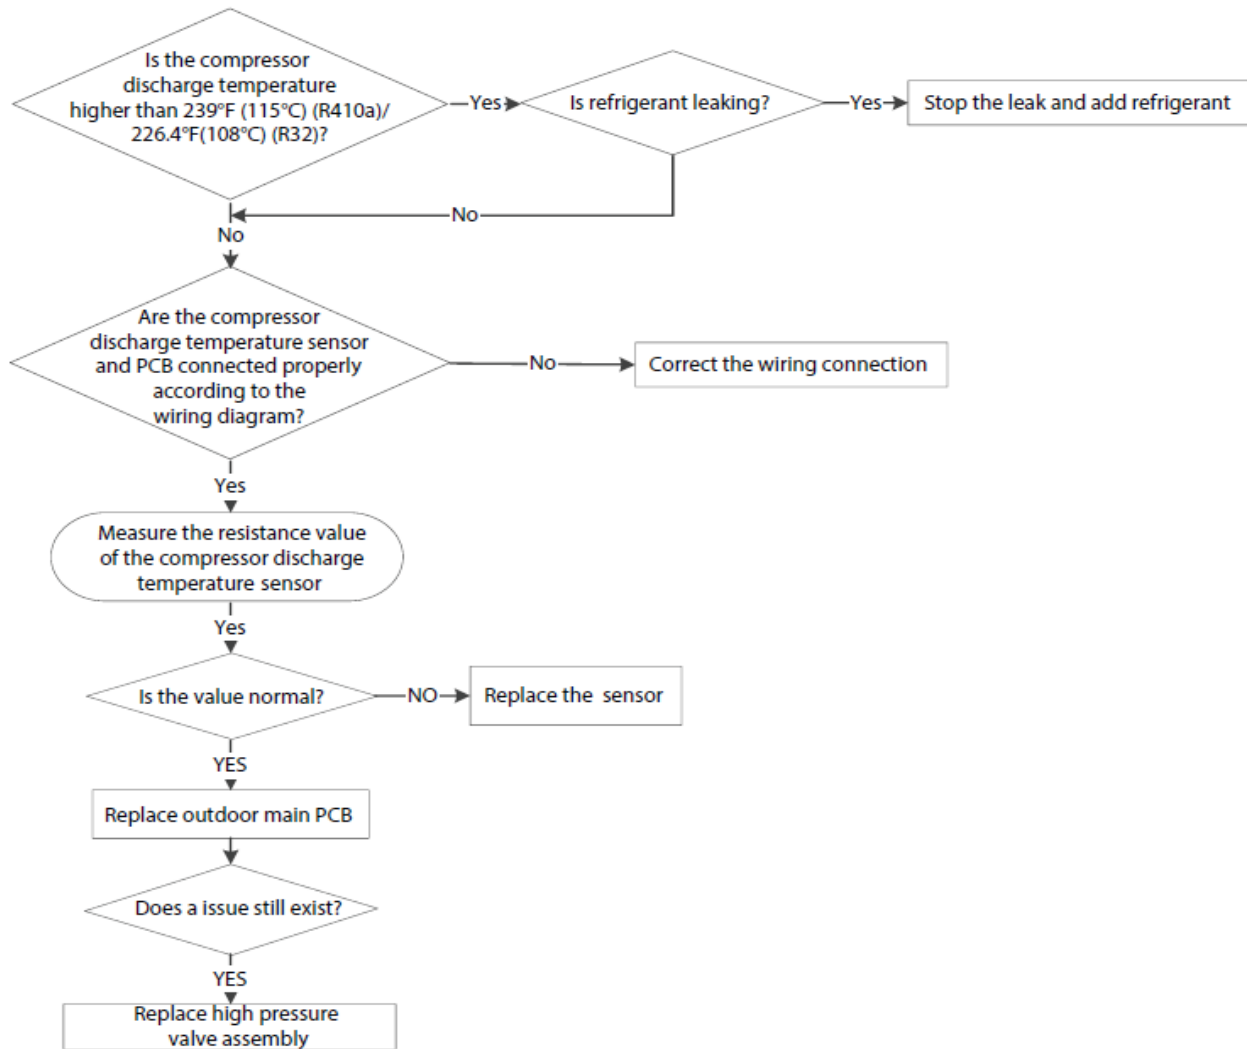 Is the compressor
discharge temperature
higher than 239°F (115°C) (R410a)/
226.4°F(108°C) (R32)?
Yes
Is refrigerant leaking?
Yes
Stop the leak and add refrigerant
No
No
Are the compressor
discharge temperature sensor
and PCB connected properly
according to the
wiring diagram?
No
Correct the wiring connection
Yes
Measure the resistance value
of the compressor discharge
temperature sensor
Yes
Is the value normal?
NO
Replace the sensor
YES
Replace outdoor main PCB
Does a issue still exist?
YES
Replace high pressure
valve assembly